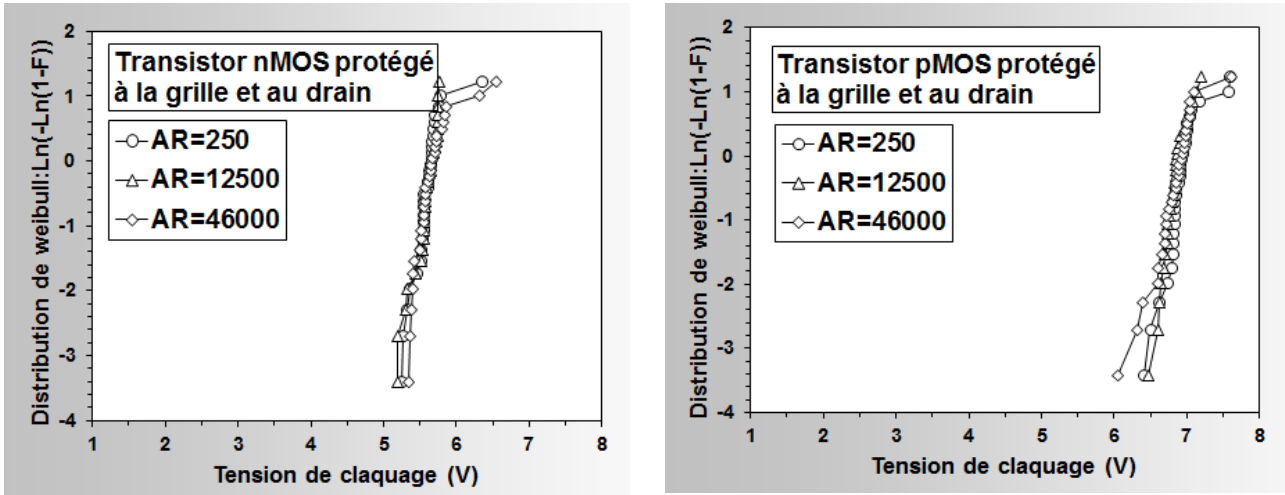 Distribution de weibull:Ln(-Ln(1-F))
2
1
0
-1
-2
-3
-4
Transistor nMOS protégé
à la grille et au drain
AR=250
AR=12500
AR=46000
1 2 3 4 5 6 7 8
Tension de claquage (V)
Distribution de weibull:Ln(-Ln(1-F))
2
1
0
-1
-2
-3
-4
Transistor pMOS protégé
à la grille et au drain
AR=250
AR=12500
AR=46000
1 2 3 4 5 6 7 8
Tension de claquage (V)